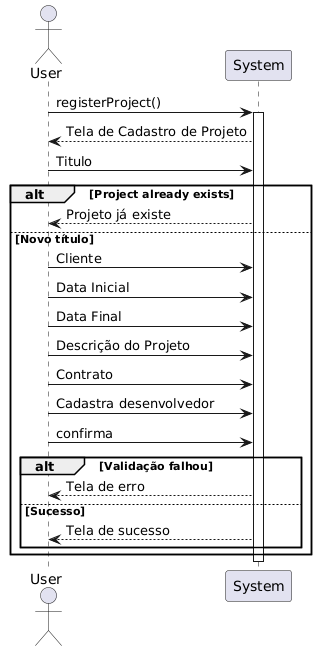 User
System
registerProject()
Tela de Cadastro de Projeto
Titulo
alt [Project already exists]
Projeto já existe
[Novo título]
Cliente
Data Inicial
Data Final
Descrição do Projeto
Contrato
Cadastra desenvolvedor
confirma
alt [Validação falhou]
Tela de erro
[Sucesso]
Tela de sucesso
User
System